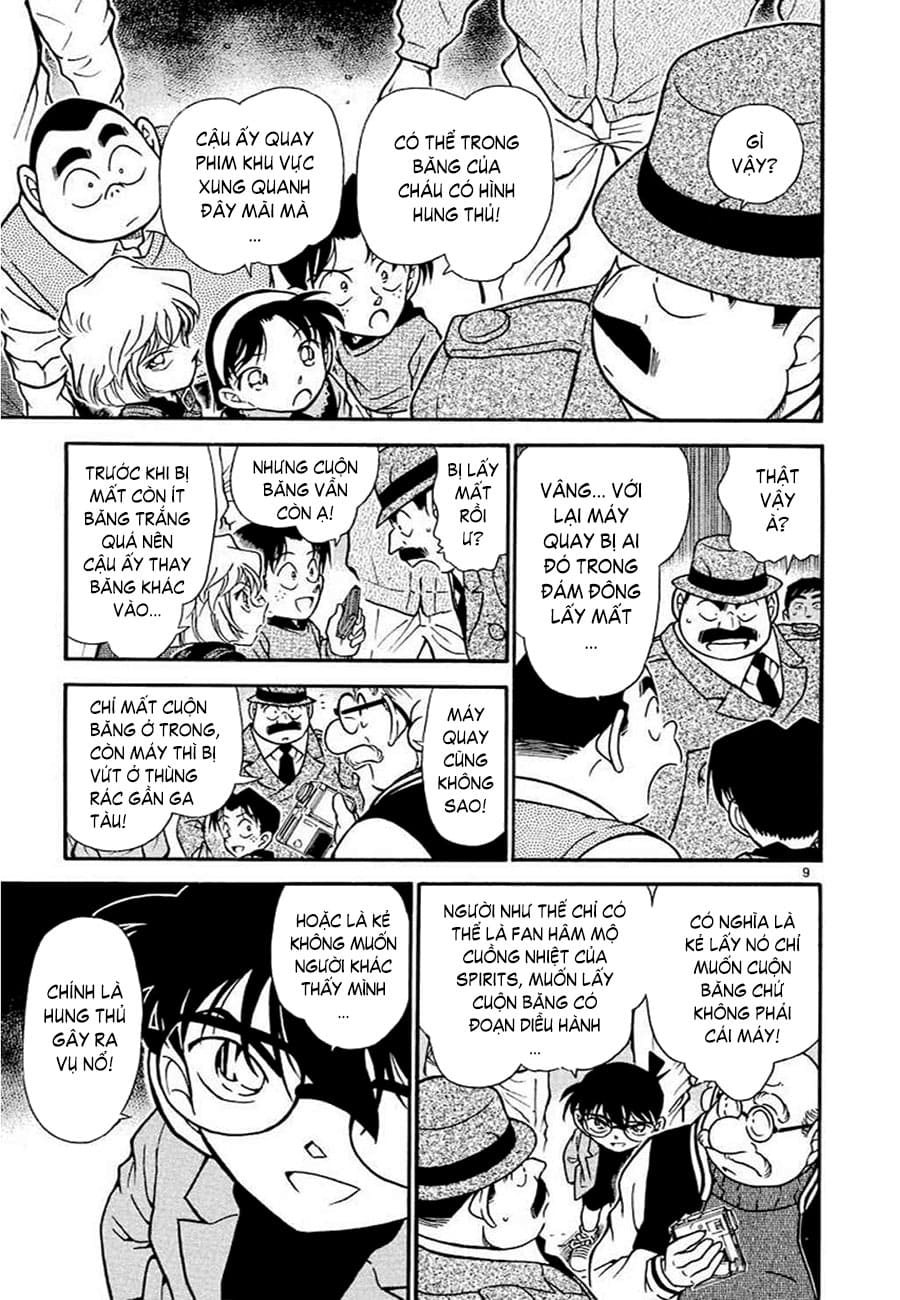 GÌ
VẬY?
CÓ THỂ TRONG
BĂNG CỦA
CHÁU CÓ HÌNH
HUNG THỦ!
CẬU ẤY QUAY
PHIM KHU VỰC
XUNG QUANH
ĐÂY MÃI MÀ
...
THẬT
VẬY
À?
VÂNG... VỚI
LẠI MÁY
QUAY BỊ AI
ĐÓ TRONG
ĐÁM ĐÔNG
LẤY MẤT
...
BỊ LẤY
MẤT
RỒI
Ư?
NHƯNG CUỘN
BĂNG VẪN
CÒN Ạ!
TRƯỚC KHI BỊ
MẤT CÒN ÍT
BĂNG TRẮNG
QUÁ NÊN
CẬU ẤY THAY
BĂNG KHÁC
VÀO...
MÁY
QUAY
CŨNG
KHÔNG
SAO!
CHỈ MẤT CUỘN
BĂNG Ở TRONG,
CÒN MÁY THÌ BỊ
VỨT Ở THÙNG
RÁC GẦN GA
TÀU!
9
CÓ NGHĨA LÀ
KẺ LẤY NÓ CHỈ
MUỐN CUỘN
BĂNG CHỨ
KHÔNG PHẢI
CÁI MÁY!
NGƯỜI NHƯ THẾ CHỈ CÓ
THỂ LÀ FAN HÂM MỘ
CUỒNG NHIỆT CỦA
SPIRITS, MUỐN LẤY
CUỘN BĂNG CÓ
ĐOẠN DIỀU HÀNH
...
HOẶC LÀ KẺ
KHÔNG MUỐN
NGƯỜI KHÁC
THẤY MÌNH
...
CHÍNH LÀ
HUNG THỦ
GÂY RA
VỤ NỔ!